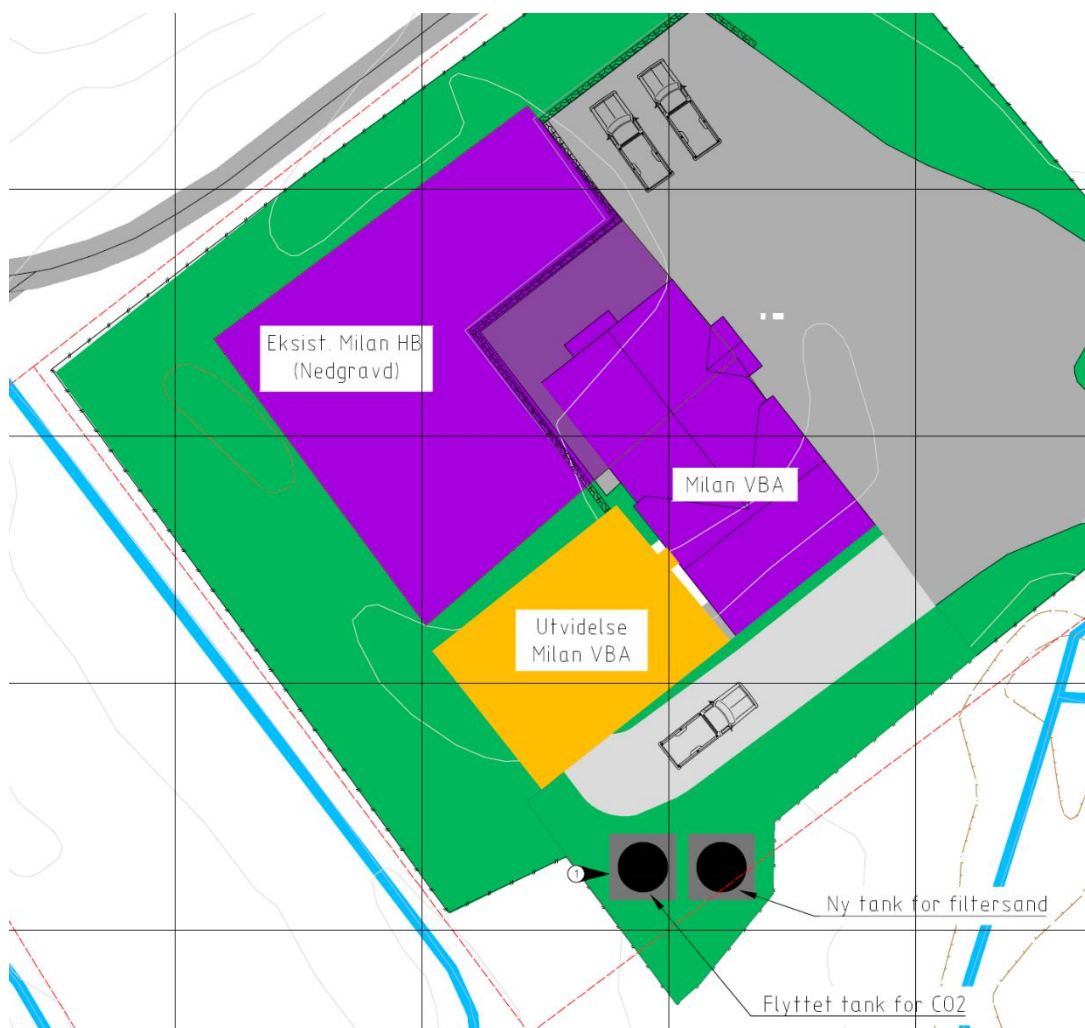 Eksist. Milan HB
(Nedgravd)
Milan VBA
Utvidelse
Milan VBA
1
Ny tank for filtersand
Flyttet tank for CO2